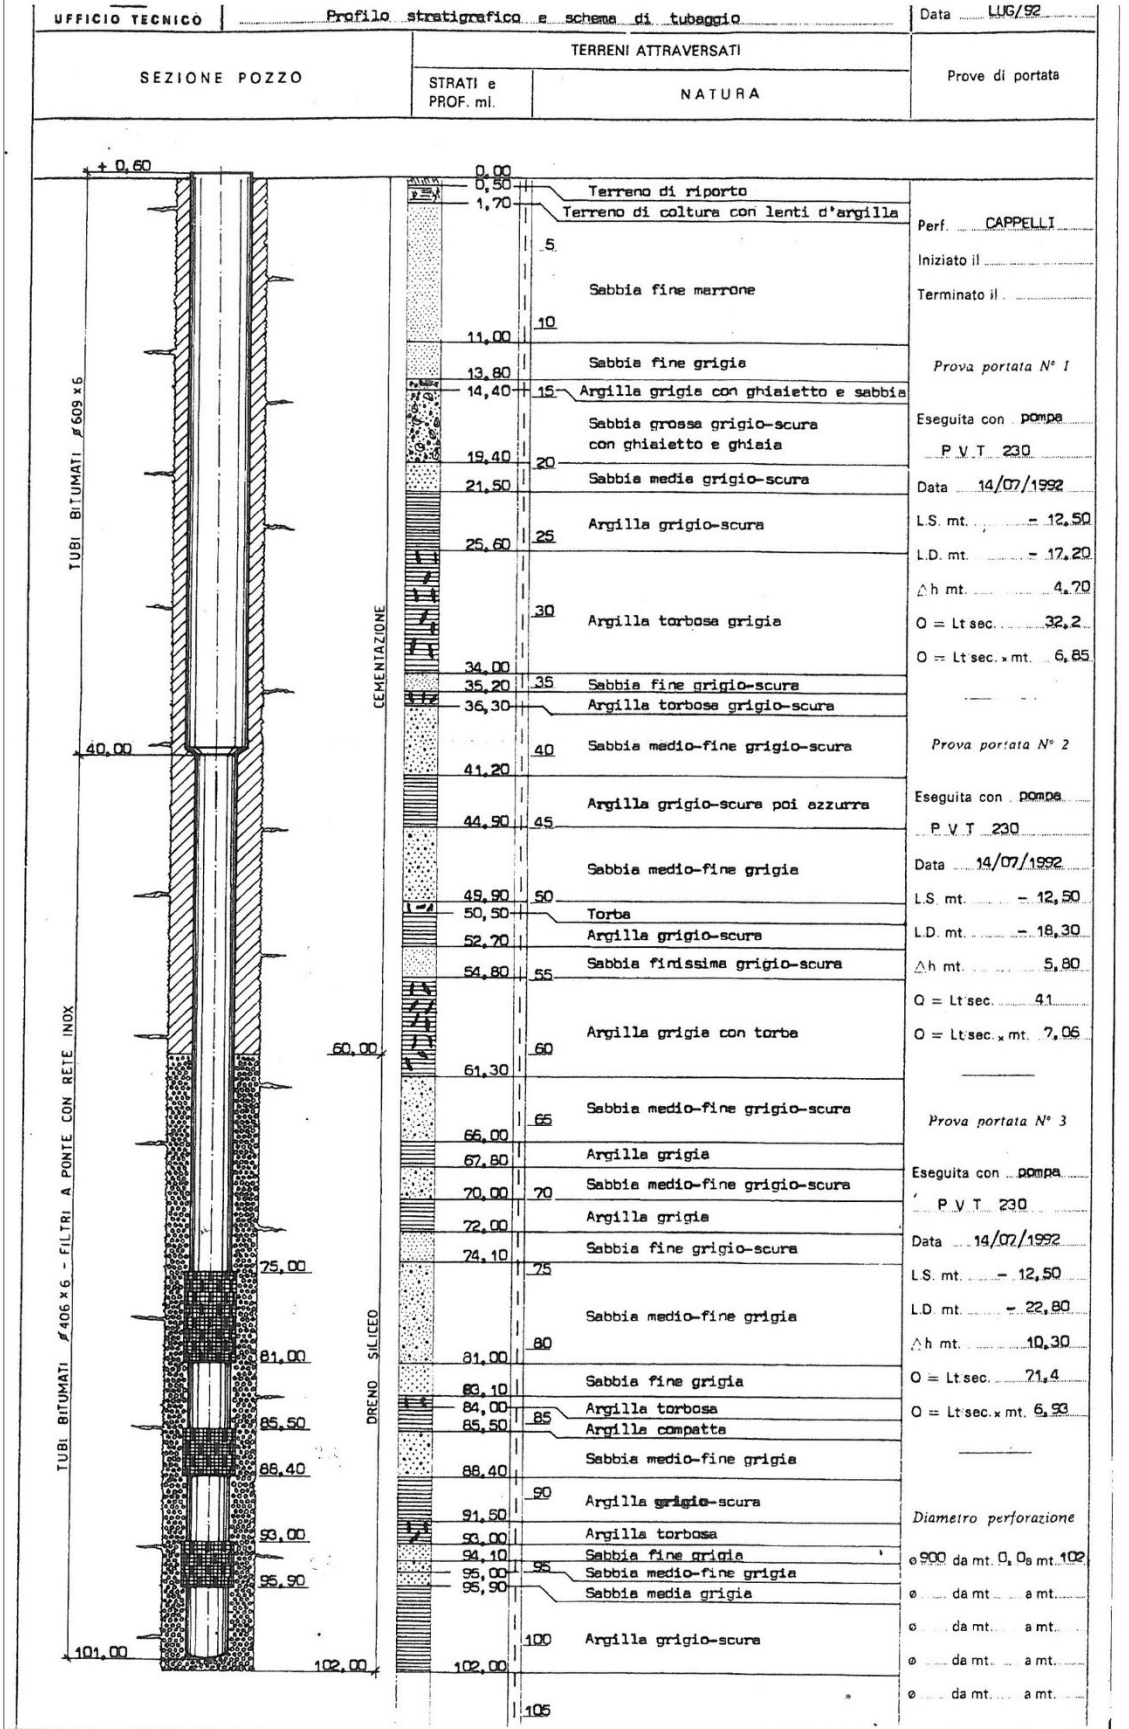 UFFICIO TECNICO
Profilo stratigrafico e schema di tubaggio
Data LUG/92
SEZIONE POZZO
TERRENI ATTRAVERSATI
STRATI e
PROF. ml.
NATURA
Prove di portata
+ 0,60
TUBI BITUMATI ø 609 x 6
40,00
TUBI BITUMATI ø 406 x 6 - FILTRI A PONTE CON RETE INOX
75,00
81,00
85,50
88,40
93,00
95,90
101,00
CEMENTAZIONE
60,00
DRENO SILICEO
102,00
0,00
0,50 Terreno di riporto
1,70 Terreno di coltura con lenti d'argilla
5
Sabbia fine marrone
10
11,00
Sabbia fine grigia
13,80
14,40 15 Argilla grigia con ghiaietto e sabbia
Sabbia grossa grigio-scura
con ghiaietto e ghiaia
19,40 20
Sabbia media grigio-scura
21,50
Argilla grigio-scura
25
25,60
30
Argilla torbosa grigia
34,00
35,20 35 Sabbia fine grigio-scura
36,30 Argilla torbosa grigio-scura
40 Sabbia medio-fine grigio-scura
41,20
Argilla grigio-scura poi azzurra
44,90 45
Sabbia medio-fine grigia
49,90 50
50,50 Torba
Argilla grigio-scura
52,70
Sabbia finissima grigio-scura
54,80 55
Argilla grigia con torba
60
61,30
Sabbia medio-fine grigio-scura
65
66,00
Argilla grigia
67,80
Sabbia medio-fine grigio-scura
70,00 70
Argilla grigia
72,00
Sabbia fine grigio-scura
74,10
75
Sabbia medio-fine grigia
80
81,00
Sabbia fine grigia
83,10
84,00 Argilla torbosa
85
85,50 Argilla compatta
Sabbia medio-fine grigia
88,40
90
Argilla grigio-scura
91,50
Argilla torbosa
93,00
Sabbia fine grigia
94,10
95,00 95 Sabbia medio-fine grigia
95,90 Sabbia media grigia
100 Argilla grigio-scura
102,00
105
Perf. CAPPELLI
Iniziato il
Terminato il
Prova portata N° 1
Eseguita con pompa
P V T 230
Data 14/07/1992
L.S. mt. - 12,50
L.D. mt. - 17,20
△h mt. 4,70
Q = Lt sec. 32,2
Q = Lt sec. x mt. 6,85
Prova portata N° 2
Eseguita con pompa
P V T 230
Data 14/07/1992
L.S. mt. - 12,50
L.D. mt. - 18,30
△h mt. 5,80
Q = Lt sec. 41
Q = Lt sec. x mt. 7,06
Prova portata N° 3
Eseguita con pompa
P V T 230
Data 14/07/1992
L.S. mt. - 12,50
L.D. mt. - 22,80
△h mt. 10,30
Q = Lt sec. 71,4
Q = Lt sec. x mt. 6,93
Diametro perforazione
ø 900 da mt. 0,0 a mt. 102
ø da mt. a mt.
ø da mt. a mt.
ø da mt. a mt.
ø da mt. a mt.